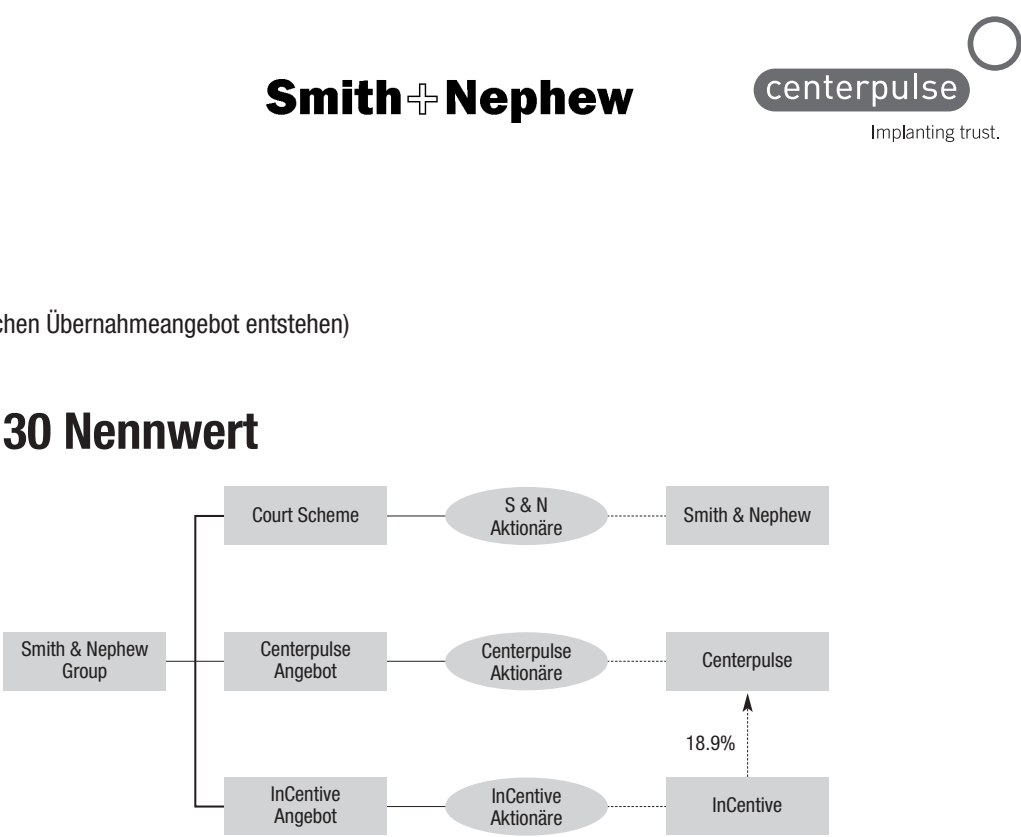 Smith+Nephew
centerpulse
Implanting trust.
chen Übernahmeangebot entstehen)
30 Nennwert
Court Scheme
S & N
Aktionäre
Smith & Nephew
Smith & Nephew
Group
Centerpulse
Angebot
Centerpulse
Aktionäre
Centerpulse
18.9%
InCentive
Angebot
InCentive
Aktionäre
InCentive